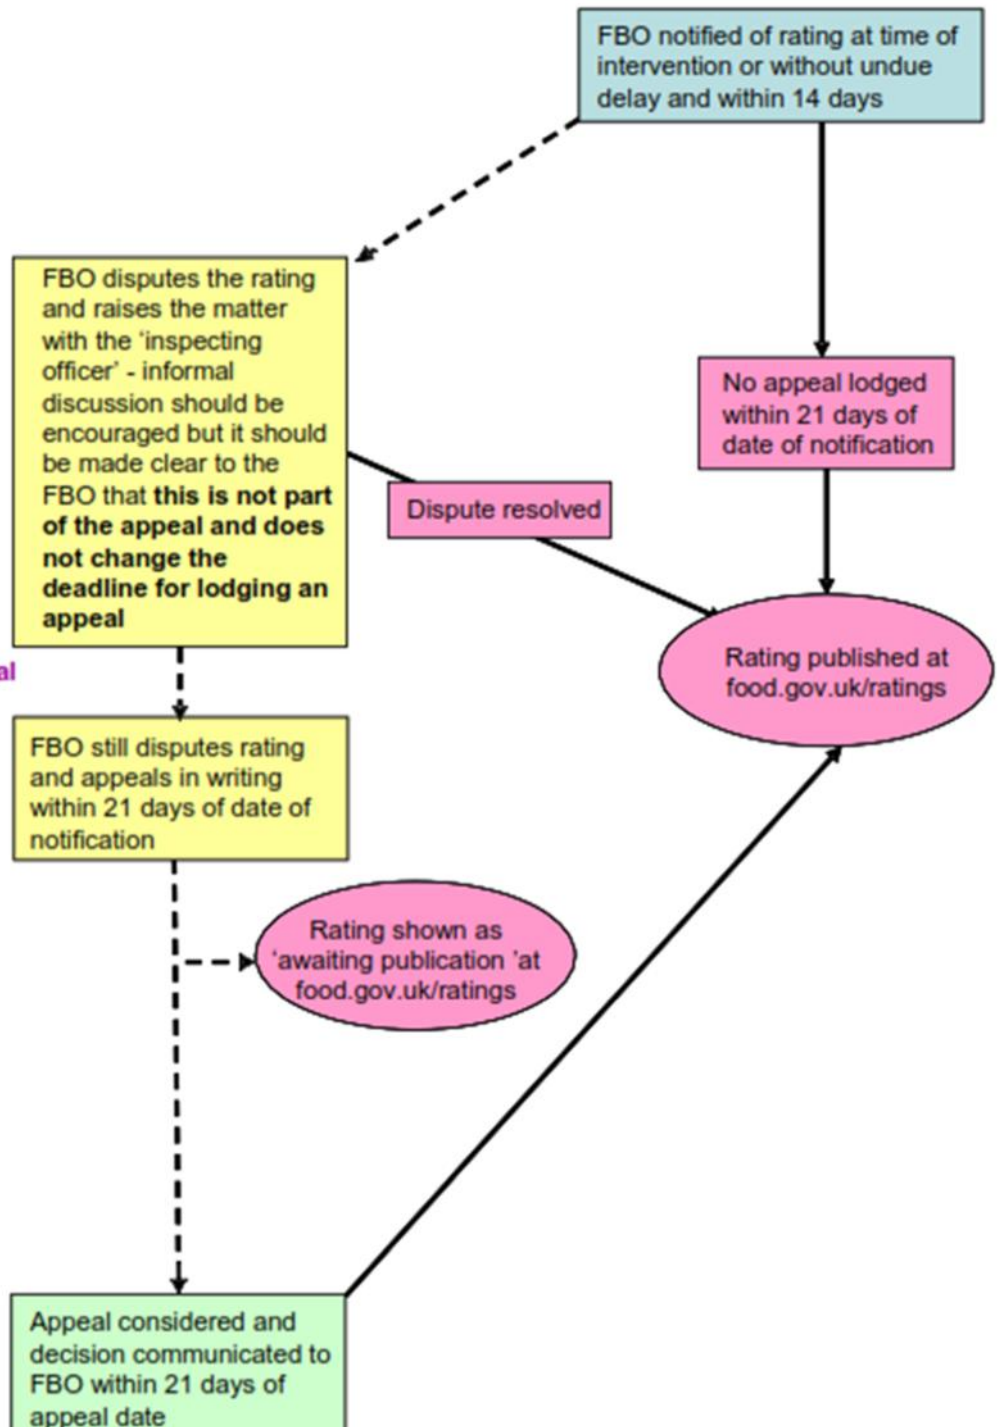 FBO notified of rating at time of
intervention or without undue
delay and within 14 days
FBO disputes the rating
and raises the matter
with the ‘inspecting
officer’ - informal
discussion should be
encouraged but it should
be made clear to the
FBO that this is not part
of the appeal and does
not change the
deadline for lodging an
appeal
No appeal lodged
within 21 days of
date of notification
Dispute resolved
Rating published at
food.gov.uk/ratings
al
FBO still disputes rating
and appeals in writing
within 21 days of date of
notification
Rating shown as
‘awaiting publication ’at
food.gov.uk/ratings
Appeal considered and
decision communicated to
FBO within 21 days of
appeal date